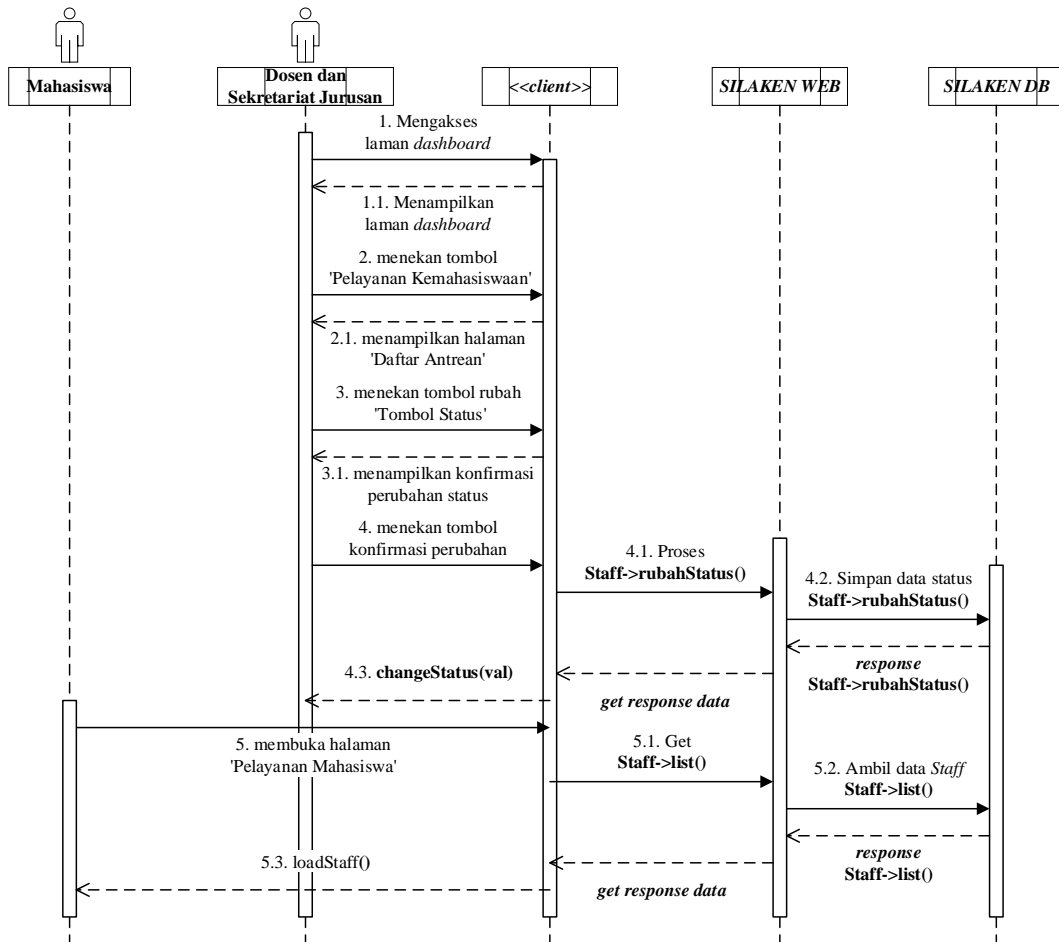 Mahasiswa
Dosen dan
Sekretariat Jurusan
<<client>>
SILAKEN WEB
SILAKEN DB
1. Mengakses
laman dashboard
1.1. Menampilkan
laman dashboard
2. menekan tombol
'Pelayanan Kemahasiswaan'
2.1. menampilkan halaman
'Daftar Antrean'
3. menekan tombol rubah
'Tombol Status'
3.1. menampilkan konfirmasi
perubahan status
4. menekan tombol
konfirmasi perubahan
4.1. Proses
Staff->rubahStatus()
4.2. Simpan data status
Staff->rubahStatus()
response
Staff->rubahStatus()
get response data
4.3. changeStatus(val)
5. membuka halaman
'Pelayanan Mahasiswa'
5.1. Get
Staff->list()
5.2. Ambil data Staff
Staff->list()
response
Staff->list()
get response data
5.3. loadStaff()